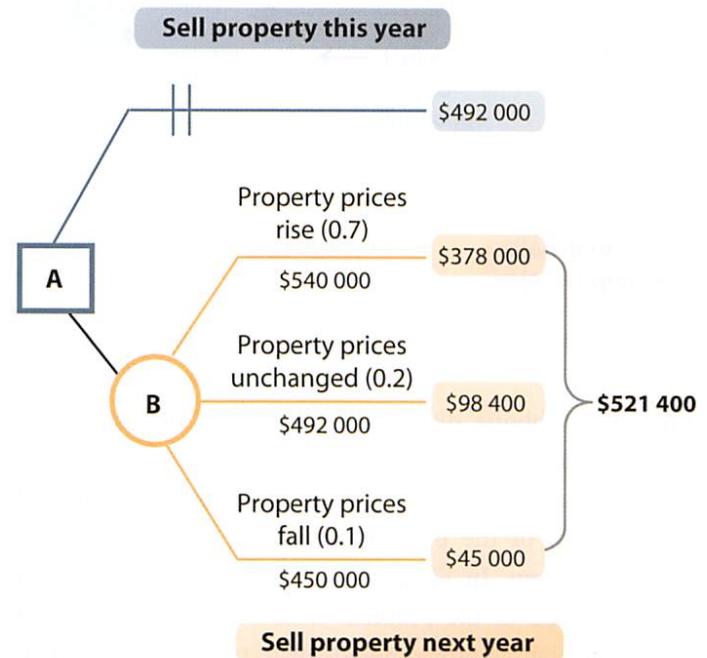 Sell property this year
$492 000
Property prices
rise (0.7)
$540 000
$378 000
A
Property prices
unchanged (0.2)
$492 000
$98 400
B
$521 400
Property prices
fall (0.1)
$450 000
$45 000
Sell property next year